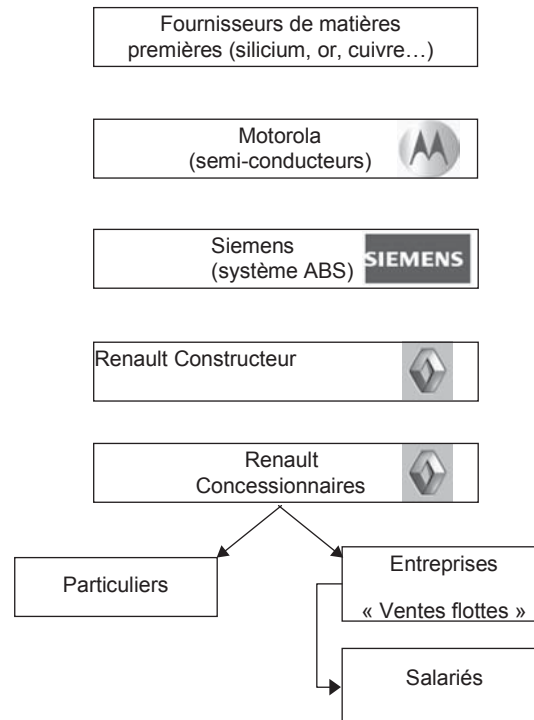 Fournisseurs de matières
premières (silicium, or, cuivre…)
Motorola
(semi-conducteurs)
Siemens
(système ABS)
SIEMENS
Renault Constructeur
Renault
Concessionnaires
Particuliers
Entreprises
« Ventes flottes »
Salariés